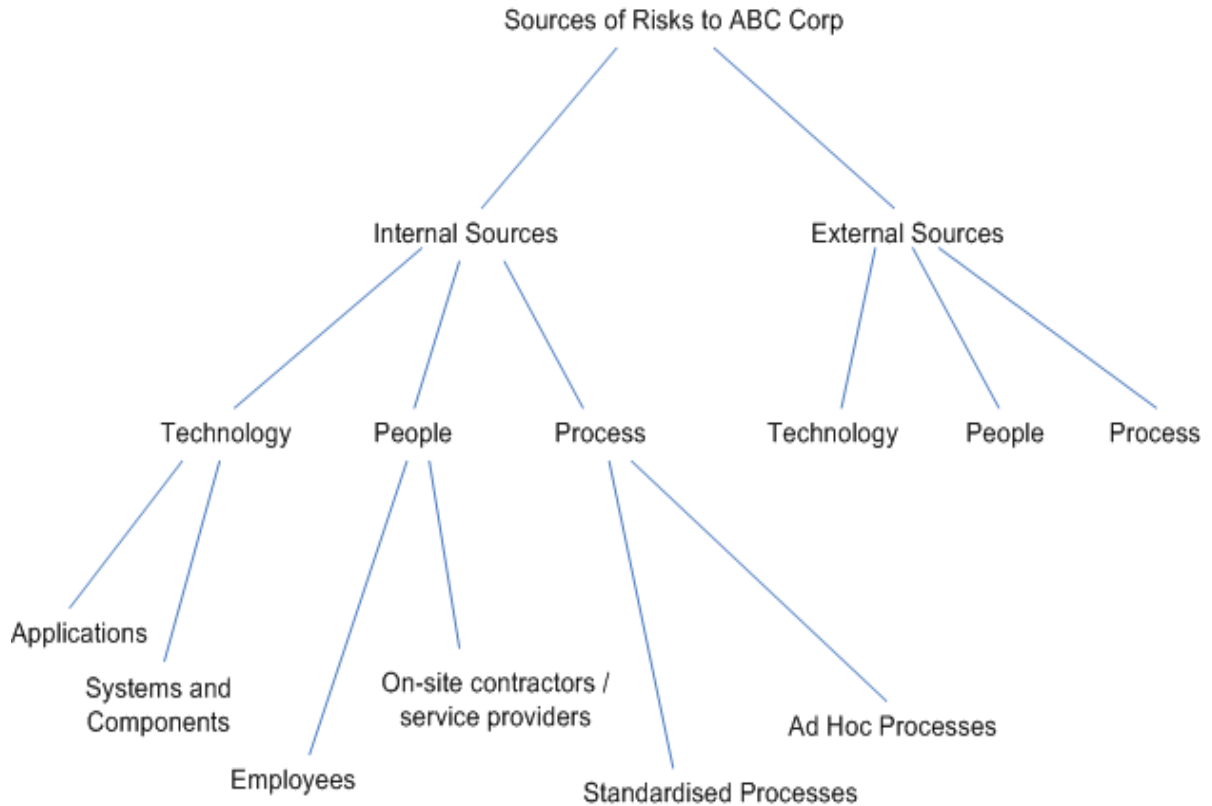 Sources of Risks to ABC Corp
Internal Sources
External Sources
Technology
People
Process
Technology
People
Process
Applications
Systems and
Components
Employees
On-site contractors /
service providers
Standardised Processes
Ad Hoc Processes